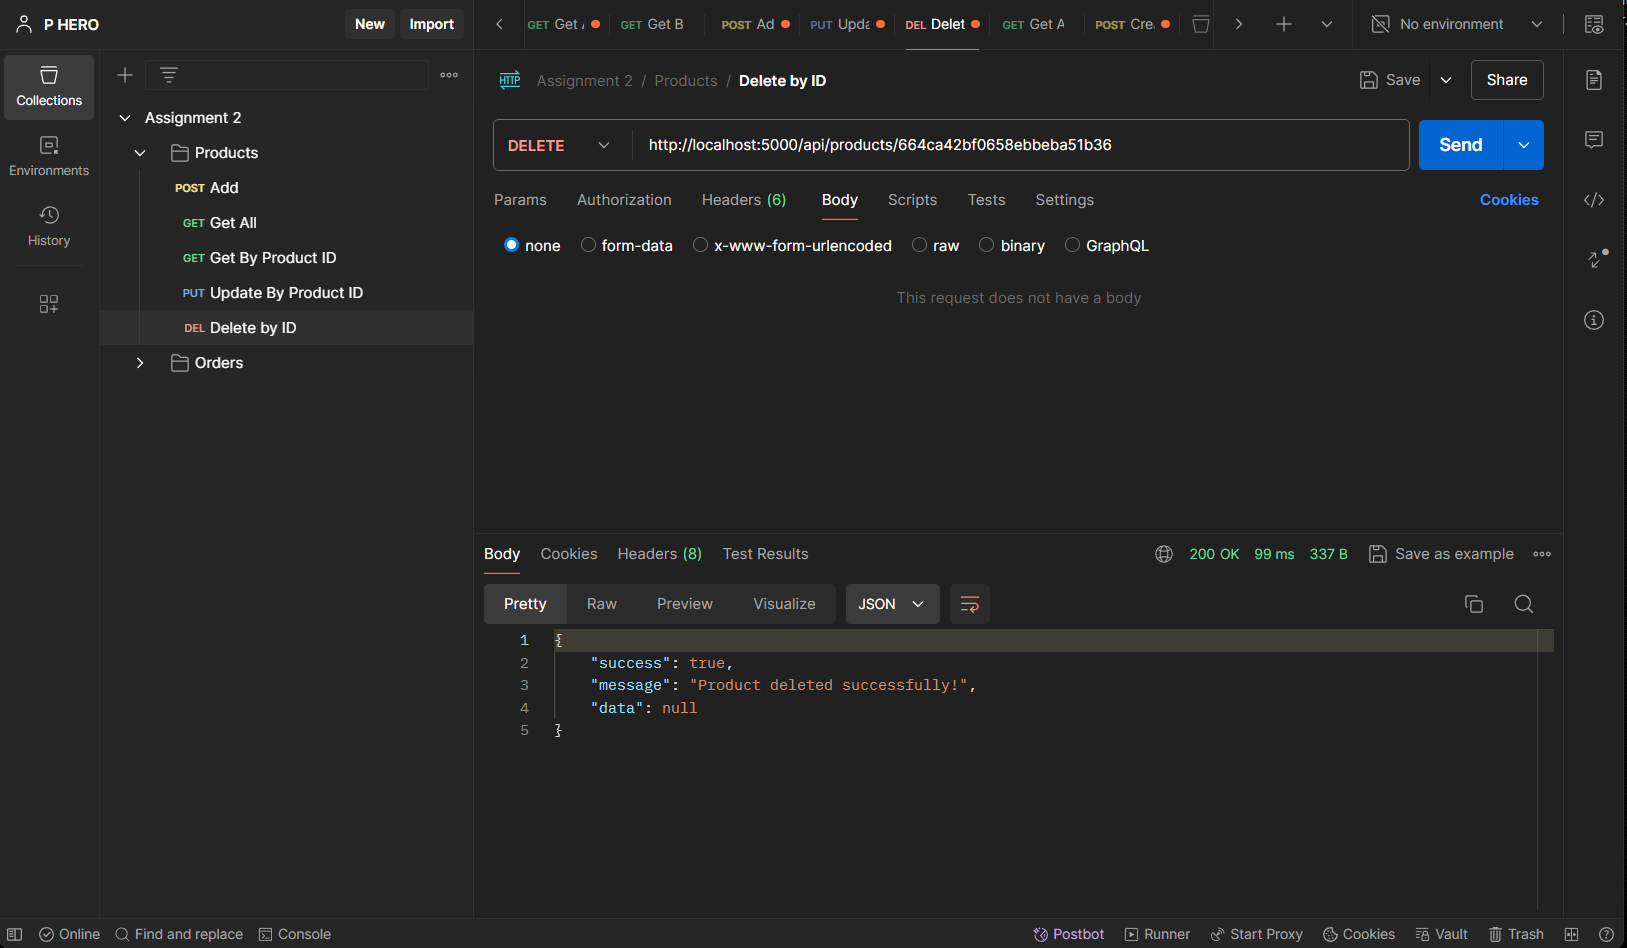 P HERO
New
Import
GET Get A
GET Get B
POST Ad
PUT Upda
DEL Delet
GET Get A
POST Cre
No environment
Collections
Environments
History
Assignment 2
Products
POST Add
GET Get All
GET Get By Product ID
PUT Update By Product ID
DEL Delete by ID
Orders
HTTP Assignment 2 / Products / Delete by ID
Save
Share
DELETE
http://localhost:5000/api/products/664ca42bf0658ebbeba51b36
Send
Params Authorization Headers (6) Body Scripts Tests Settings
Cookies
none form-data x-www-form-urlencoded raw binary GraphQL
This request does not have a body
Body Cookies Headers (8) Test Results
200 OK 99 ms 337 B Save as example
Pretty Raw Preview Visualize JSON
1 {
2 "success": true,
3 "message": "Product deleted successfully!",
4 "data": null
5 }
Online Find and replace Console
Postbot Runner Start Proxy Cookies Vault Trash